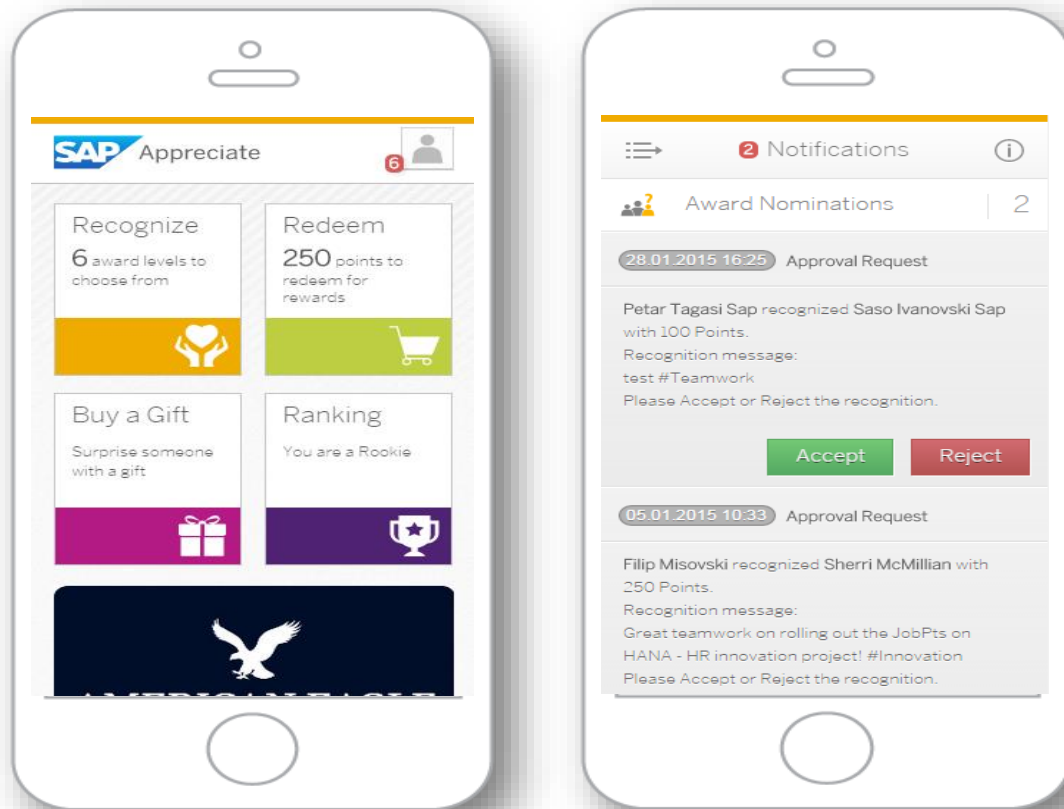 SAP Appreciate
6
Recognize
6 award levels to
choose from
Redeem
250 points to
redeem for
rewards
Buy a Gift
Surprise someone
with a gift
Ranking
You are a Rookie
AMERICAN EAGLE
2 Notifications
Award Nominations 2
28.01.2015 16:25 Approval Request
Petar Tagasi Sap recognized Saso Ivanovski Sap
with 100 Points.
Recognition message:
test #Teamwork
Please Accept or Reject the recognition.
Accept Reject
05.01.2015 10:33 Approval Request
Filip Misovski recognized Sherri McMillian with
250 Points.
Recognition message:
Great teamwork on rolling out the JobPts on
HANA - HR innovation project! #Innovation
Please Accept or Reject the recognition.